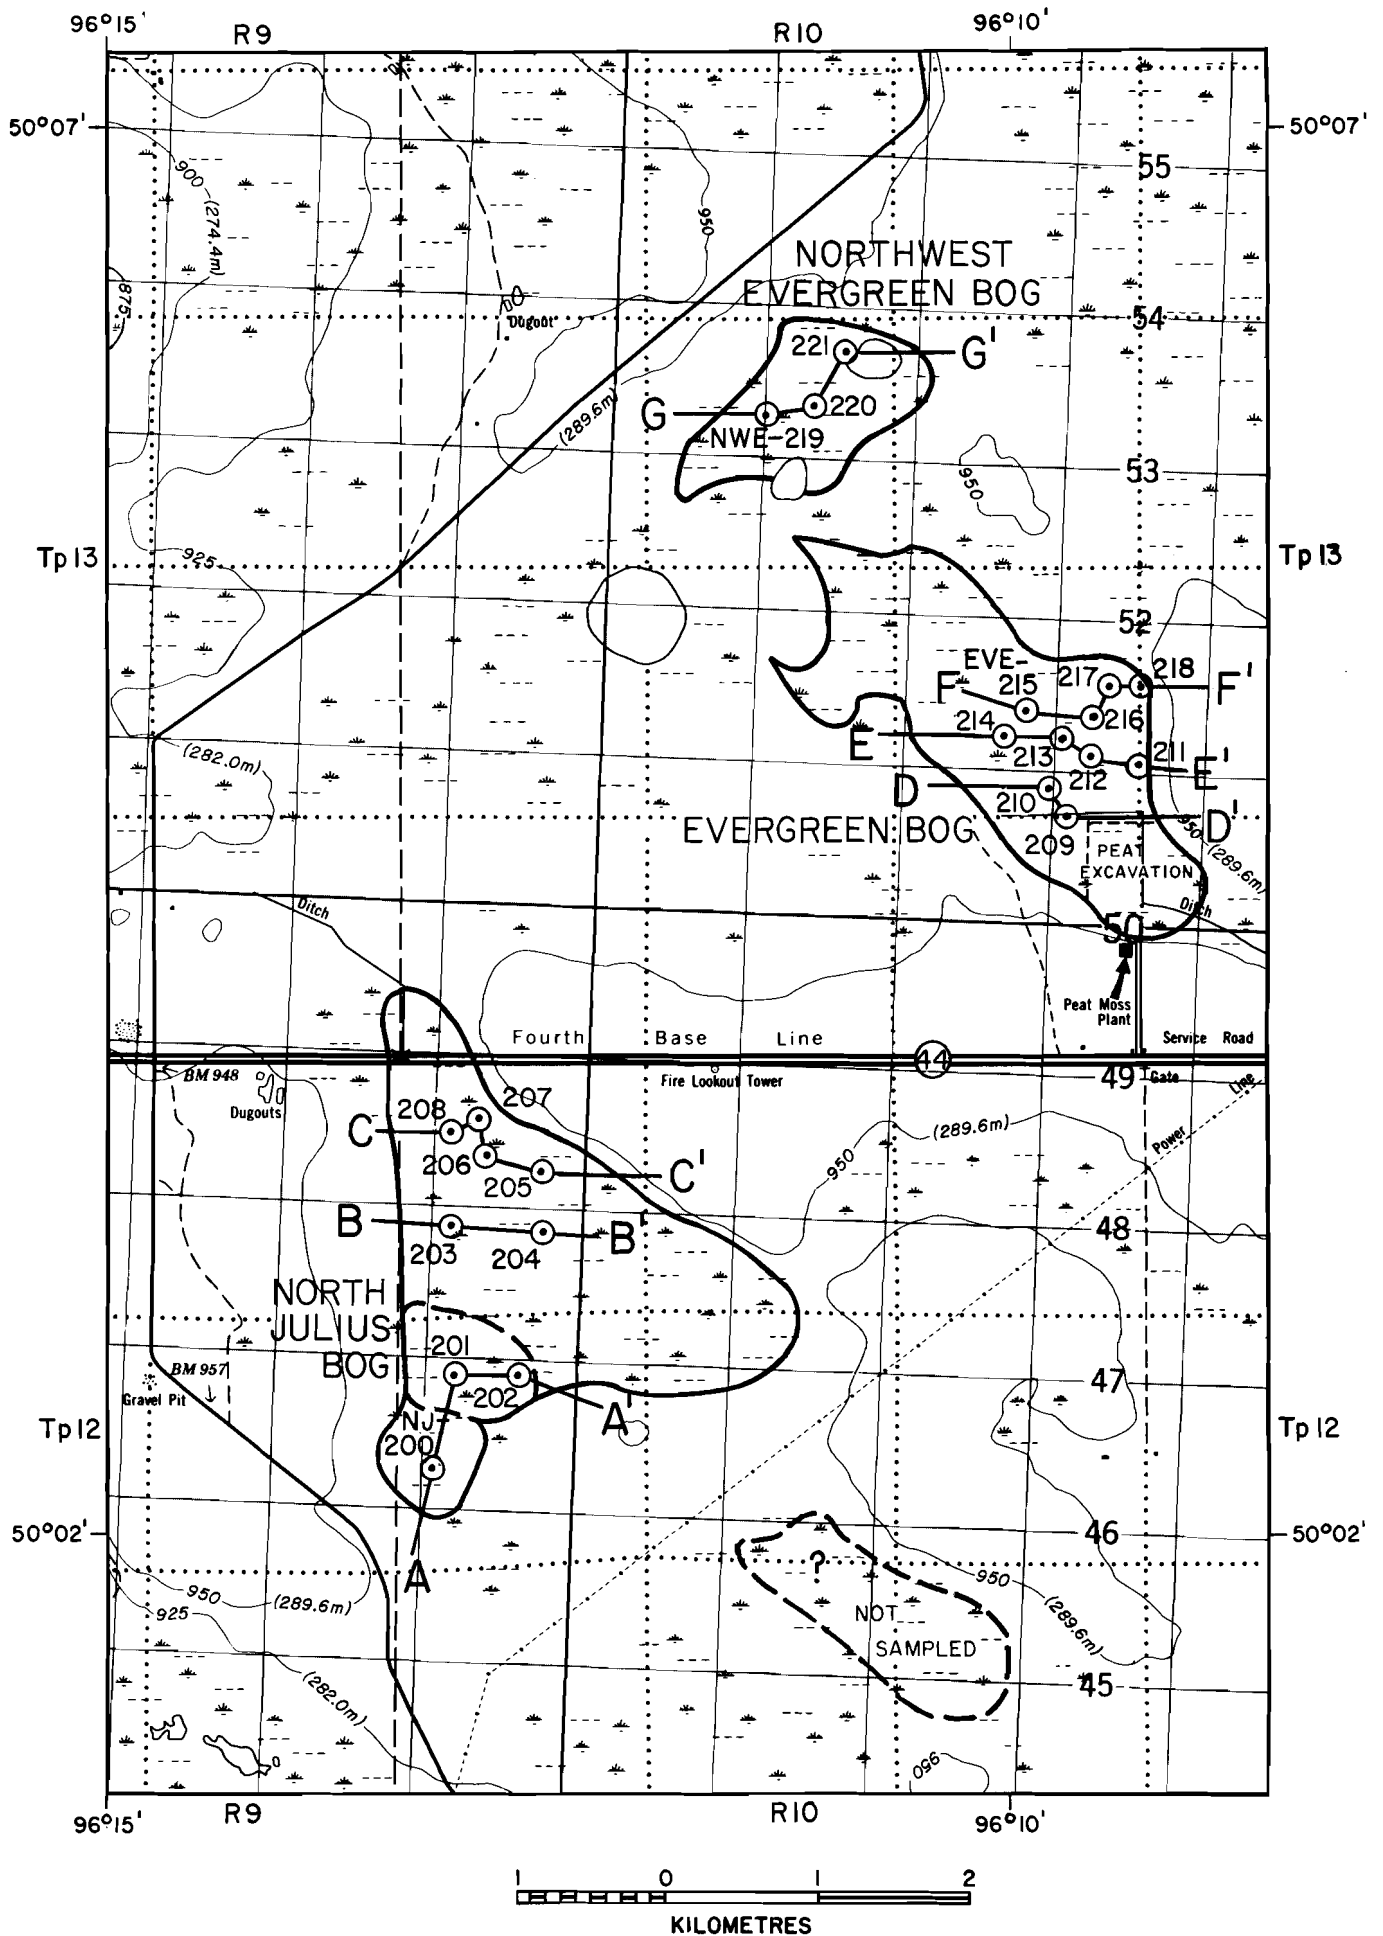 96°15'
R9
R10
96°10'
50°07'
50°07'
55
900
(274.4m)
950
875
NORTHWEST
EVERGREEN BOG
54
Dugout
221
G'
G
220
NWE-219
(289.6m)
53
950
Tp 13
925
Tp 13
52
EVE-
218
F
215
217
F'
216
214
E
213
211
212
E'
(282.0m)
D
210
D'
EVERGREEN BOG
209
950
(289.6m)
PEAT
EXCAVATION
Ditch
Ditch
50
Peat Moss
Plant
Fourth Base Line
Service Road
44
BM 948
Fire Lookout Tower
49
Gate
Line
Dugouts
208
207
C
(289.6m)
Power
206
950
205
C'
B
B'
48
203
204
NORTH
JULIUS
BOG
201
BM 957
202
47
Gravel Pit
A'
NJ-
200
Tp 12
Tp 12
50°02'
46
50°02'
?
A
950
(289.6m)
950
(289.6m)
925
NOT
SAMPLED
45
(282.0m)
950
R9
R10
96°15'
96°10'
1 0 1 2
KILOMETRES